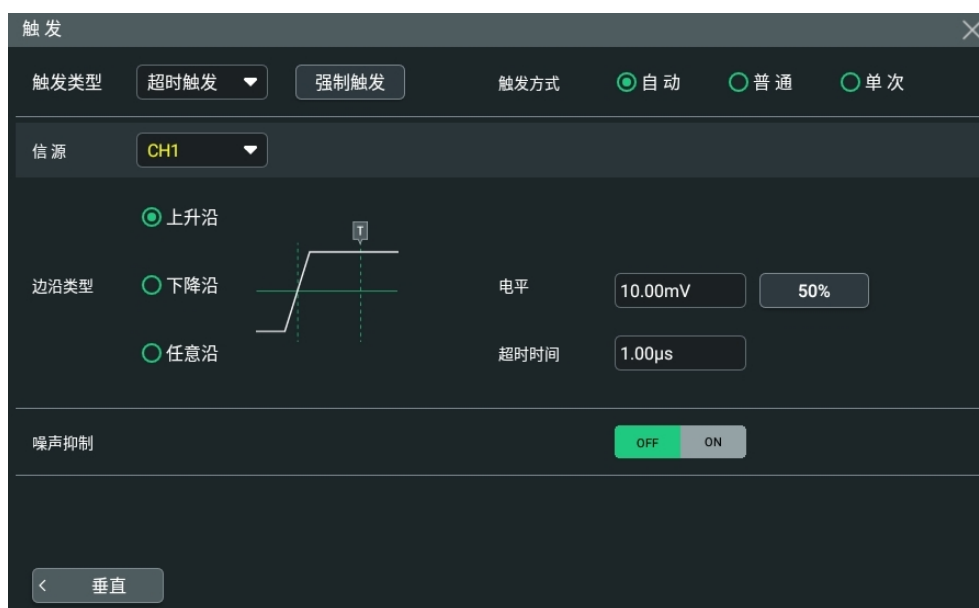 触发
触发类型 超时触发 强制触发 触发方式 自动 普通 单次
信源 CH1
上升沿
T
边沿类型 下降沿 电平 10.00mV 50%
任意沿 超时时间 1.00μs
噪声抑制 OFF ON
< 垂直